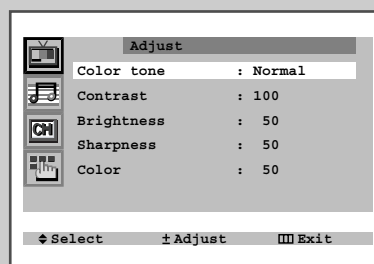 Adjust
Color tone : Normal
Contrast : 100
Brightness : 50
Sharpness : 50
Color : 50
CH
Select ± Adjust Exit